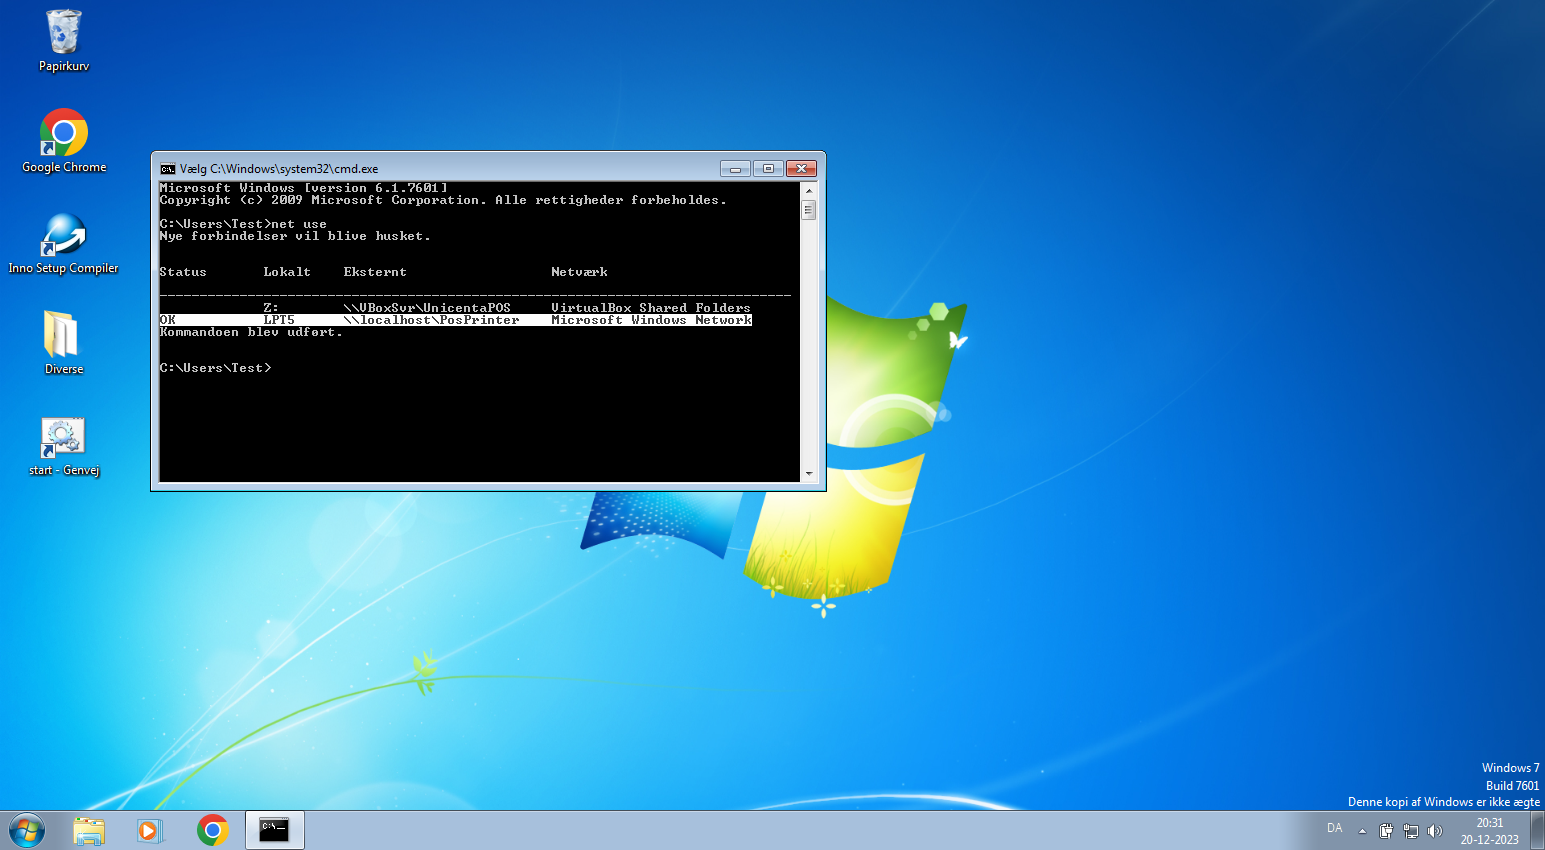 Papirkurv
Google Chrome
Inno Setup Compiler
Diverse
start - Genvej
Vælg C:\Windows\system32\cmd.exe
Microsoft Windows [version 6.1.7601]
Copyright (c) 2009 Microsoft Corporation. Alle rettigheder forbeholdes.
C:\Users\Test>net use
Nye forbindelser vil blive husket.
Status Lokalt Eksternt Netværk
-------------------------------------------------------------------------------
Z: \\VBoxSvr\UnicentaPOS VirtualBox Shared Folders
OK LPT5 \\localhost\PosPrinter Microsoft Windows Network
Kommandoen blev udført.
C:\Users\Test>
Windows 7
Build 7601
Denne kopi af Windows er ikke ægte
C:\_
DA
20:31
20-12-2023